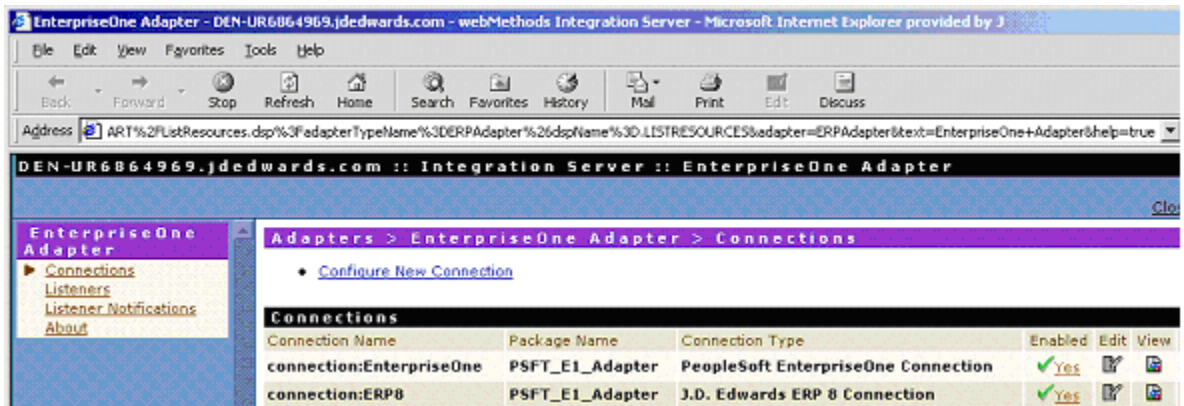 EnterpriseOne Adapter - DEN-UR6864969.jdedwards.com - webMethods Integration Server - Microsoft Internet Explorer provided by J
File Edit View Favorites Tools Help
Back Forward Stop Refresh Home Search Favorites History Mail Print Edit Discuss
Address ART%2FListResources.dsp%3FadapterTypeName%3DERPAdapter%26dspName%3D.LISTRESOURCES&adapter=ERPAdapter&text=EnterpriseOne+Adapter&help=true
DEN-UR6864969.jdedwards.com :: Integration Server :: EnterpriseOne Adapter
Clo
EnterpriseOne
Adapter
Connections
Listeners
Listener Notifications
About
Adapters > EnterpriseOne Adapter > Connections
Configure New Connection
Connections
Connection Name Package Name Connection Type Enabled Edit View
connection:EnterpriseOne PSFT_E1_Adapter PeopleSoft EnterpriseOne Connection Yes
connection:ERP8 PSFT_E1_Adapter J.D. Edwards ERP 8 Connection Yes